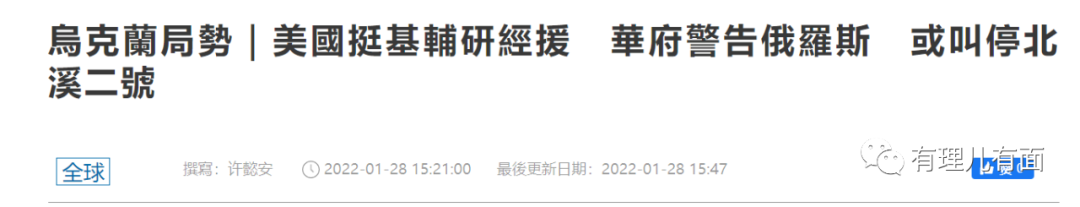 烏克蘭局勢｜美國挺基輔研經援　華府警告俄羅斯　或叫停北
溪二號
全球 撰寫：许懿安 2022-01-28 15:21:00 最後更新日期：2022-01-28 15:47
有理儿有面